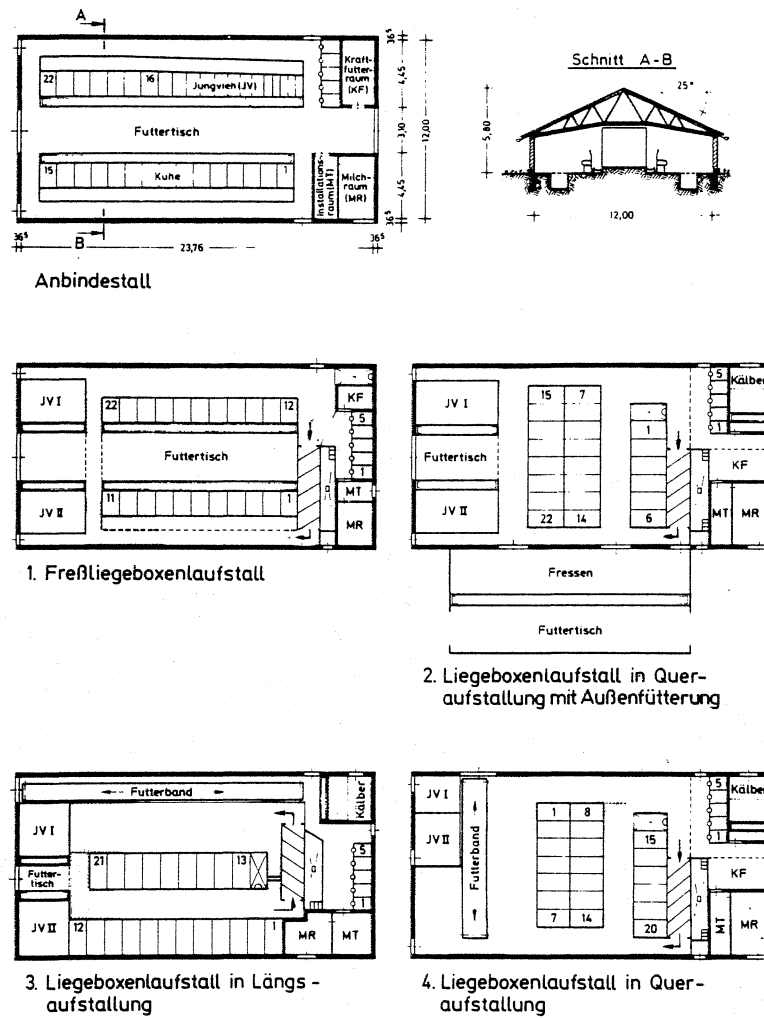 A
36⁵
22
16
Jungvieh (JV)
Kraft-
futter-
raum
(KF)
4,45
Futtertisch
3,10
12,00
15
Kühe
1
Installations-
raum (MT)
Milch-
raum
(MR)
4,45
36⁵
36⁵
B
23,76
36⁵
Anbindestall
Schnitt A-B
25°
5,80
12,00
JV I
22
12
KF
5
Futtertisch
1
JV II
11
1
MT
MR
1. Freßliegeboxenlaufstall
JV I
15
7
1
5
Kälber
1
Futtertisch
KF
JV II
22
14
6
MT
MR
Fressen
Futtertisch
2. Liegeboxenlaufstall in Quer-
aufstallung mit Außenfütterung
Futterband
Kälber
JV I
21
13
5
Futter-
tisch
1
JV II
12
1
MR
MT
3. Liegeboxenlaufstall in Längs-
aufstallung
JV I
5
Kälber
JV II
1
8
15
1
Futterband
KF
7
14
20
MT
MR
4. Liegeboxenlaufstall in Quer-
aufstallung